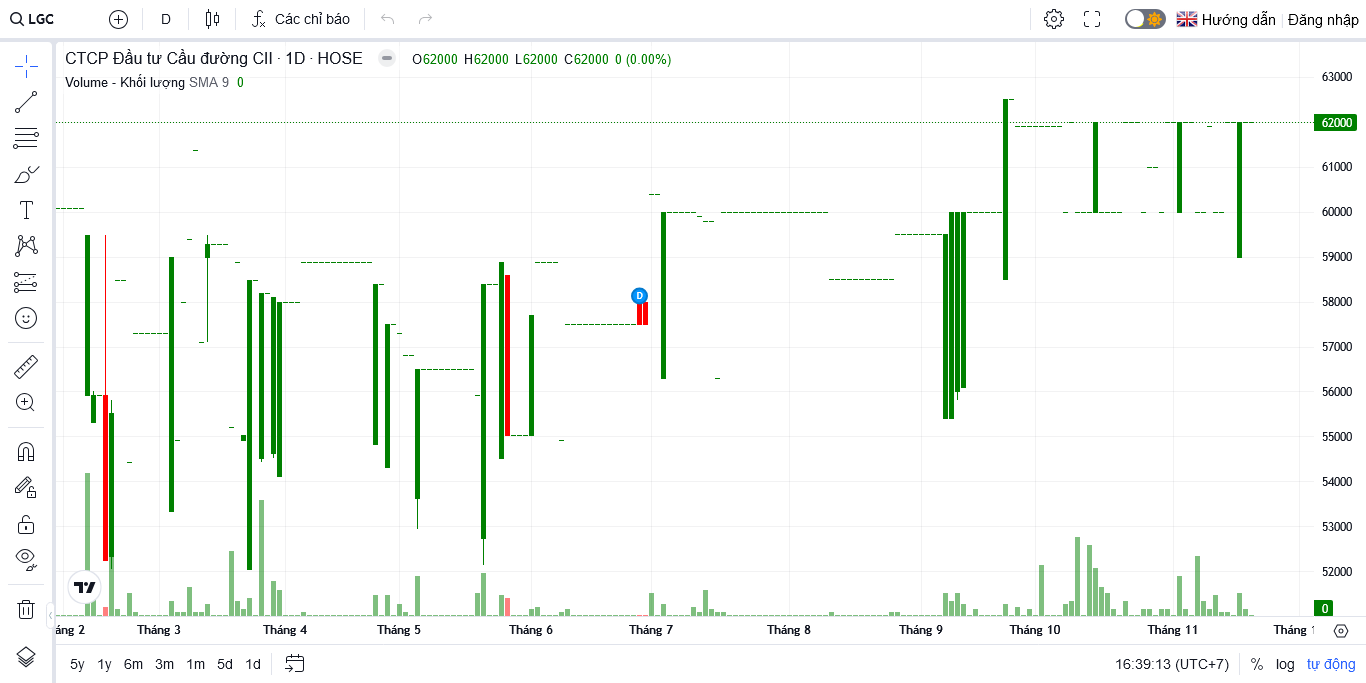 LGC D Các chỉ báo Hướng dẫn Đăng nhập
CTCP Đầu tư Cầu đường CII · 1D · HOSE O62000 H62000 L62000 C62000 0 (0.00%)
Volume - Khối lượng SMA 9 0
63000
62000
61000
60000
59000
58000
D
57000
56000
55000
54000
53000
52000
0
áng 2 Tháng 3 Tháng 4 Tháng 5 Tháng 6 Tháng 7 Tháng 8 Tháng 9 Tháng 10 Tháng 11 Tháng 1
5y 1y 6m 3m 1m 5d 1d 16:39:13 (UTC+7) % log tự động